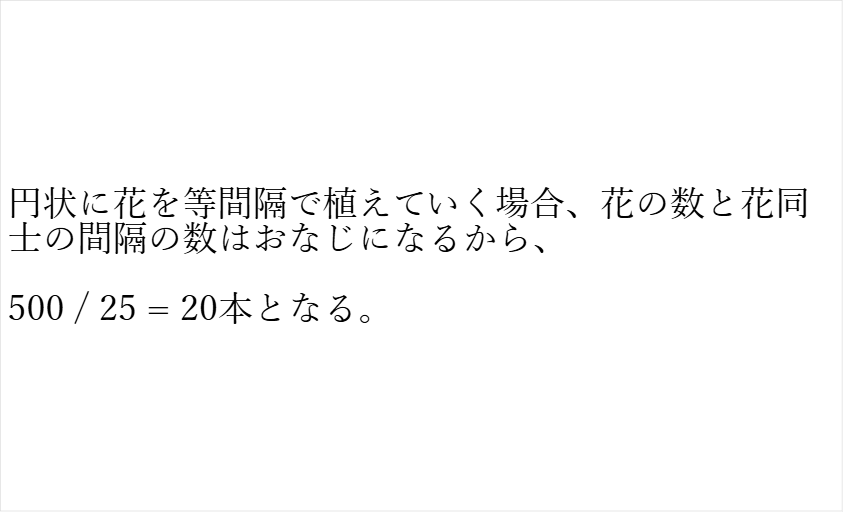 円状に花を等間隔で植えていく場合、花の数と花同
士の間隔の数はおなじになるから、
500 / 25 = 20本となる。